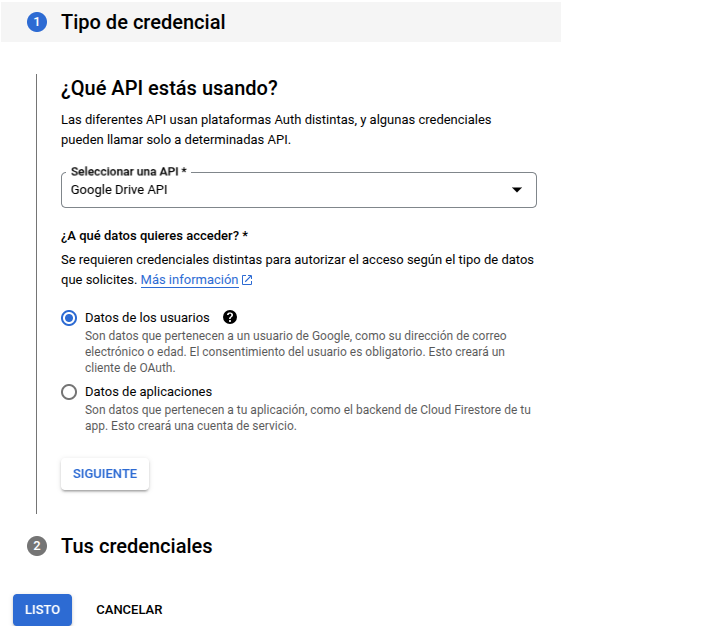 1 Tipo de credencial
¿Qué API estás usando?
Las diferentes API usan plataformas Auth distintas, y algunas credenciales
pueden llamar solo a determinadas API.
Seleccionar una API *
Google Drive API
¿A qué datos quieres acceder? *
Se requieren credenciales distintas para autorizar el acceso según el tipo de datos
que solicites. Más información
Datos de los usuarios ?
Son datos que pertenecen a un usuario de Google, como su dirección de correo
electrónico o edad. El consentimiento del usuario es obligatorio. Esto creará un
cliente de OAuth.
Datos de aplicaciones
Son datos que pertenecen a tu aplicación, como el backend de Cloud Firestore de tu
app. Esto creará una cuenta de servicio.
SIGUIENTE
2 Tus credenciales
LISTO CANCELAR